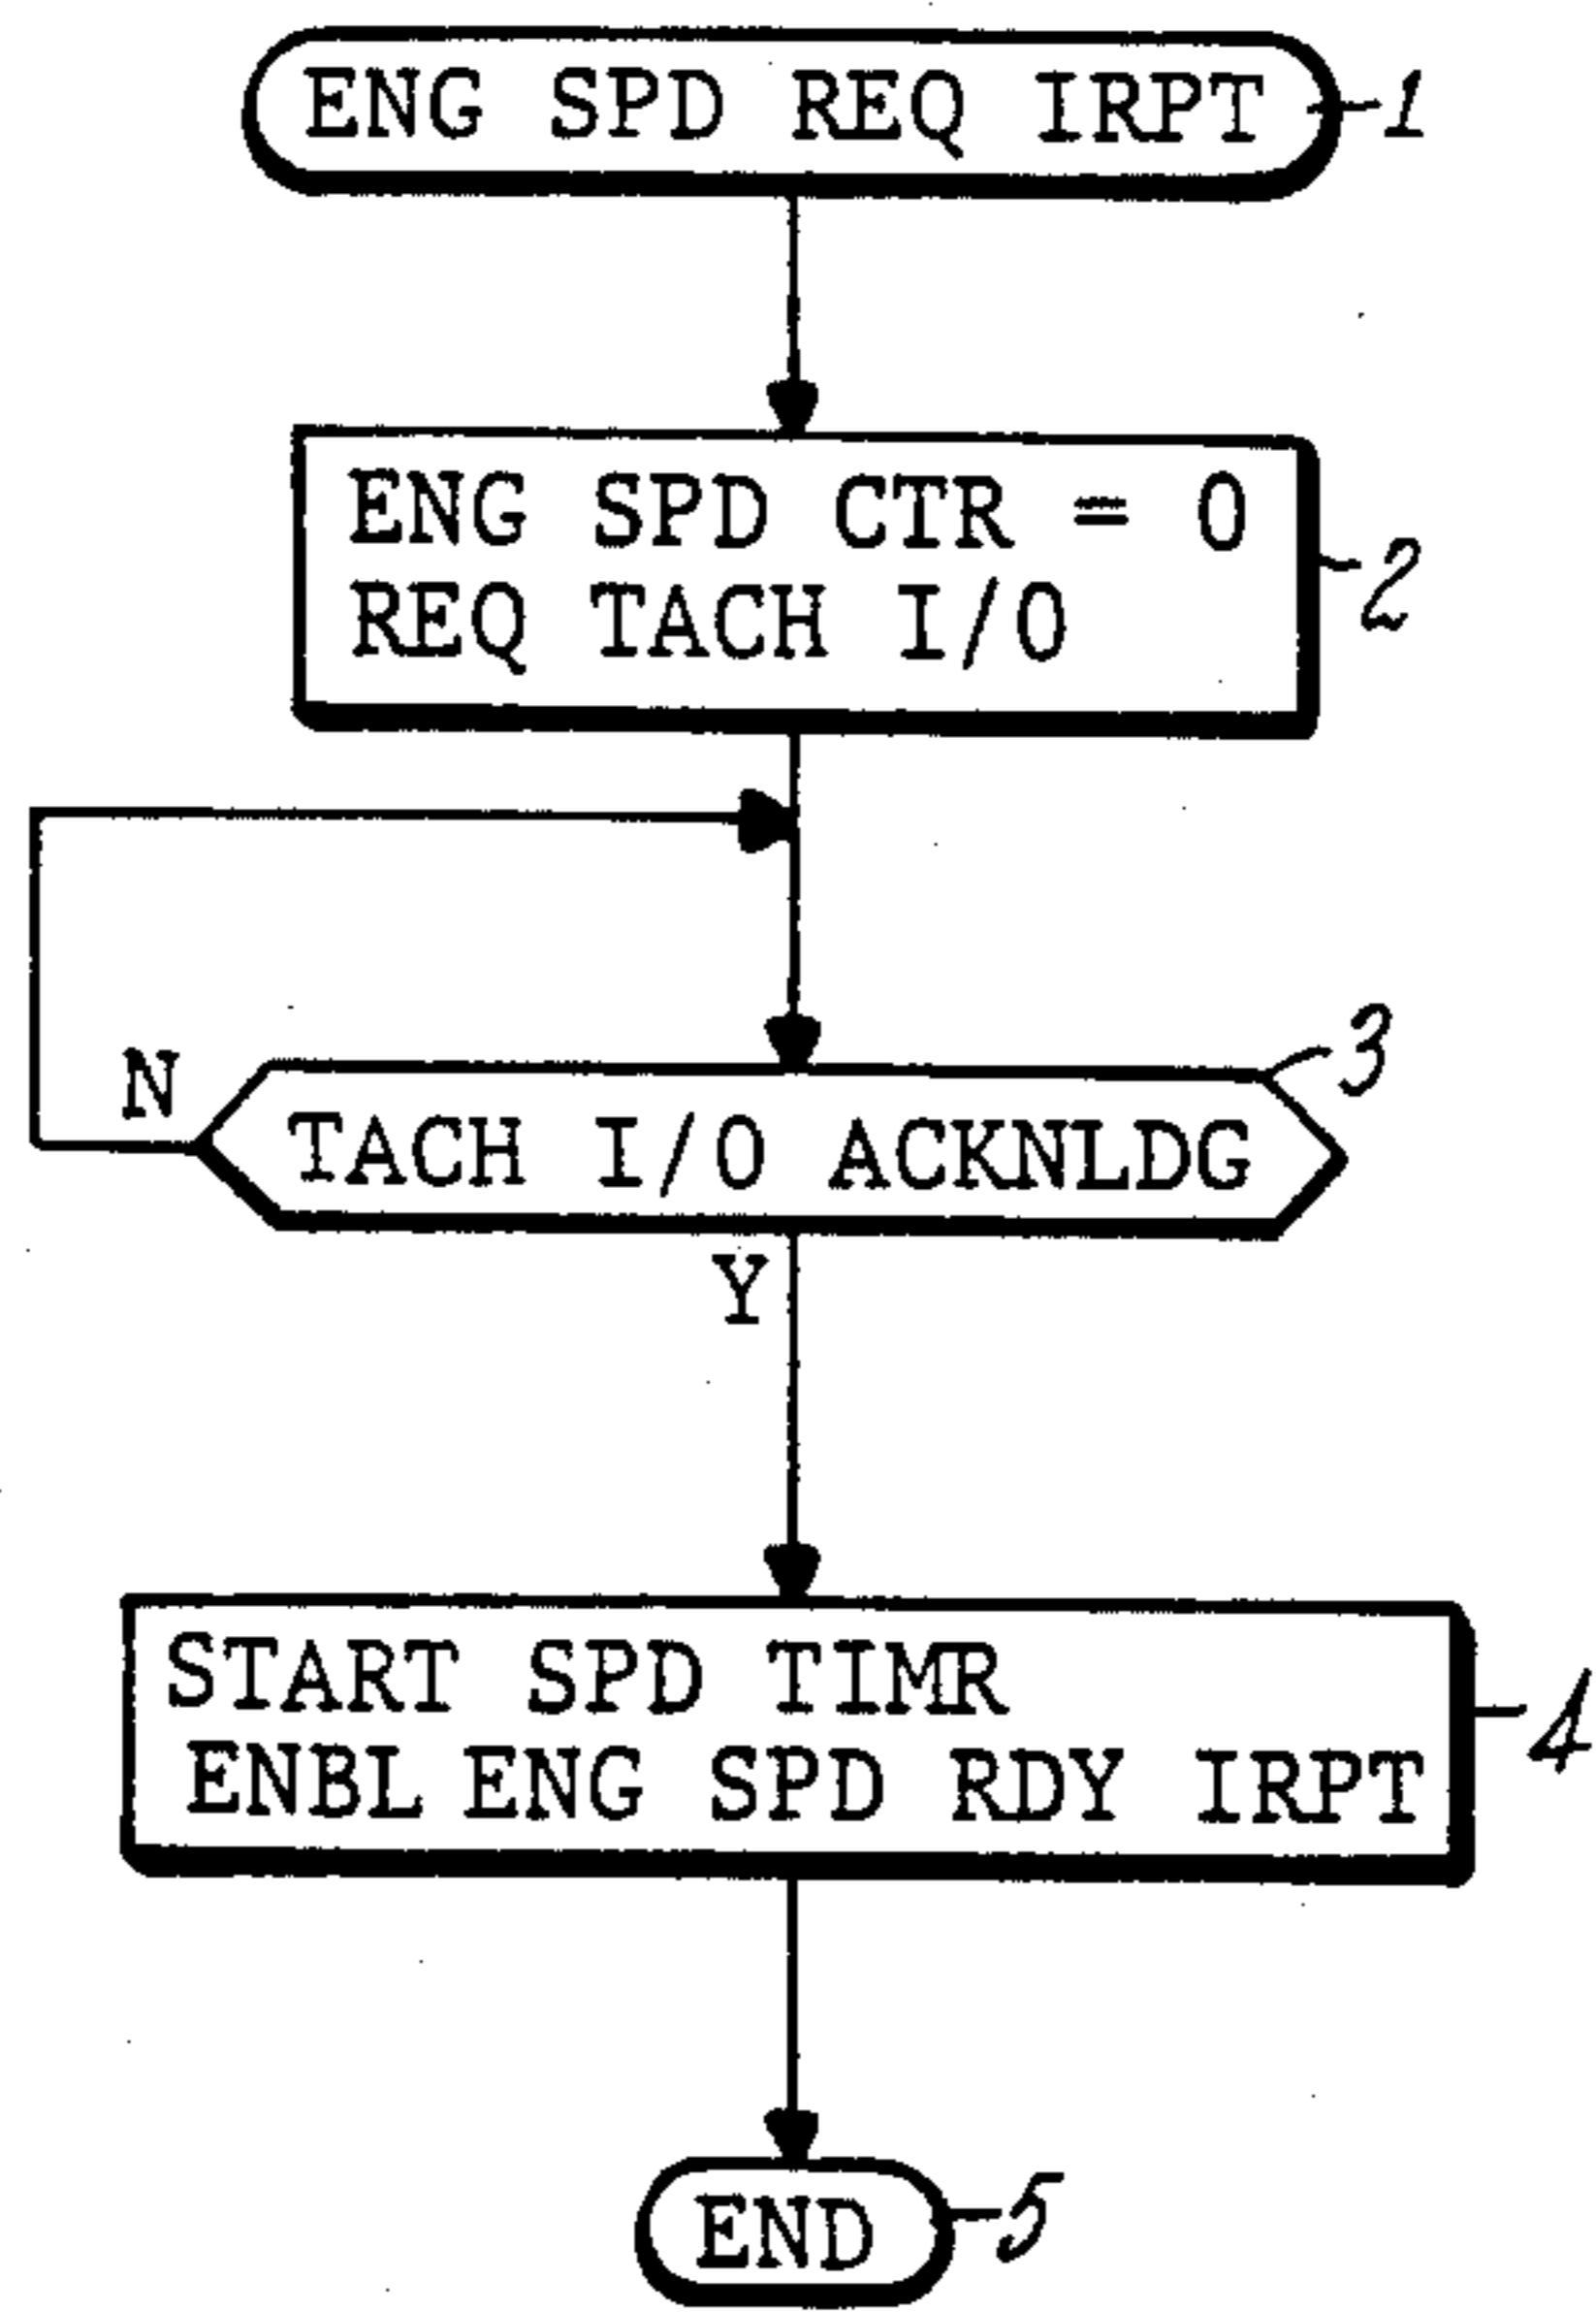 ENG SPD REQ IRPT
1
ENG SPD CTR = 0
REQ TACH I/O
2
3
N
TACH I/O ACKNLDG
Y
START SPD TIMR
ENBL ENG SPD RDY IRPT
4
END
5